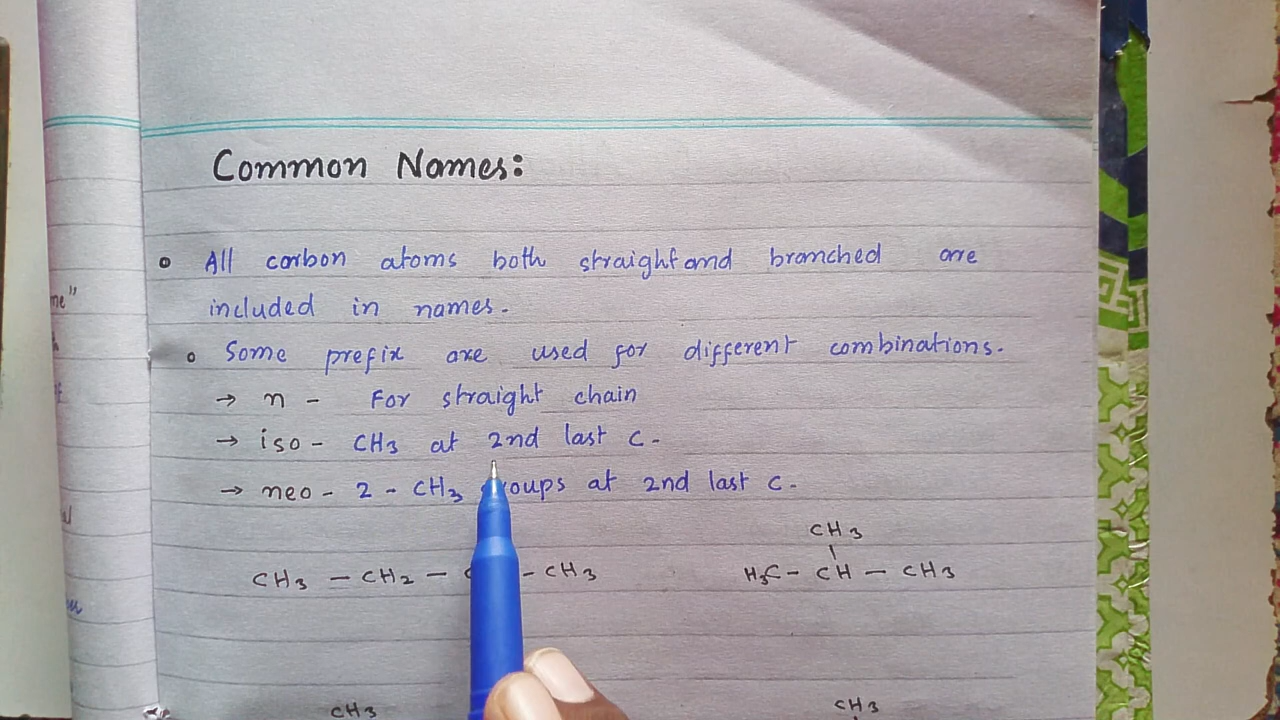 Common Names:
All carbon atoms both straight and branched are
included in names.
Some prefix are used for different combinations.
→ n - For straight chain
→ iso - CH3 at 2nd last C.
→ neo - 2 - CH3 groups at 2nd last C.
CH3
CH3 - CH2 - - CH3
H3C - CH - CH3
CH3
CH3